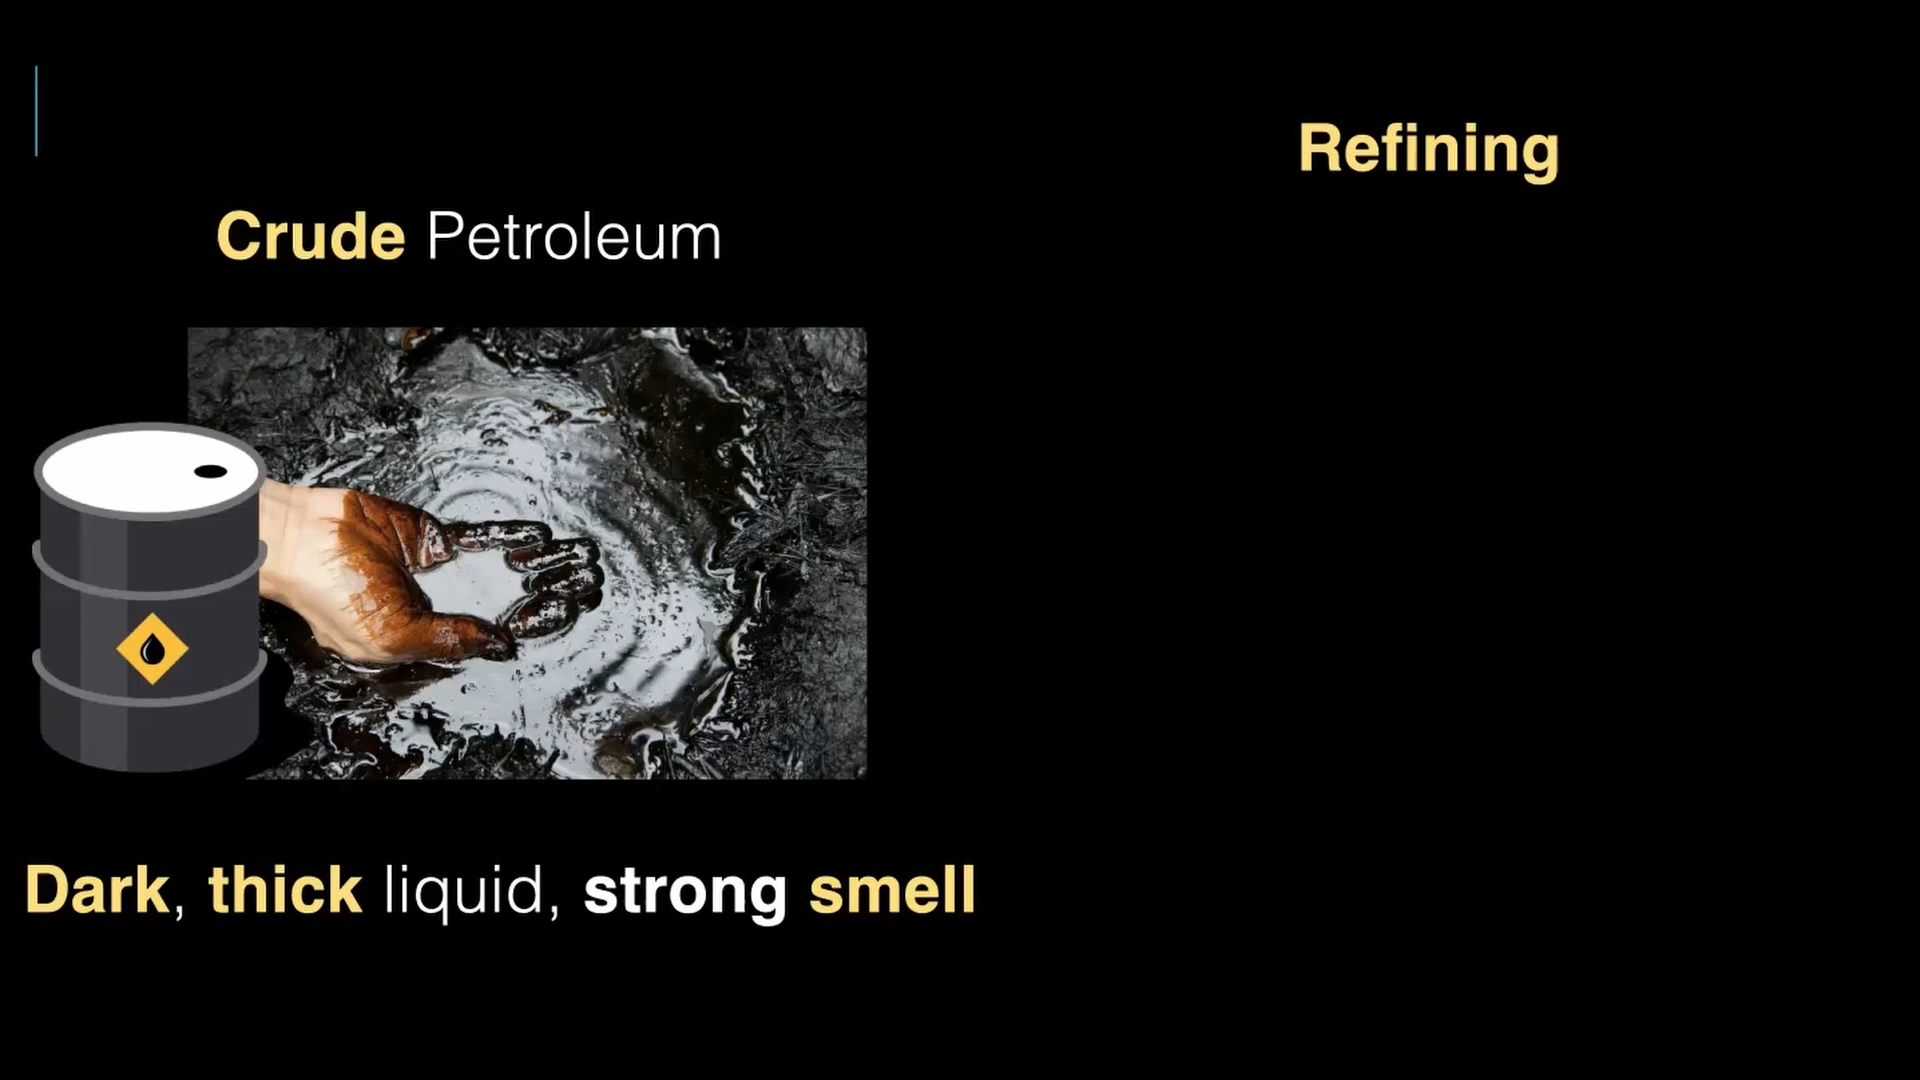 Refining
Crude Petroleum
Dark, thick liquid, strong smell